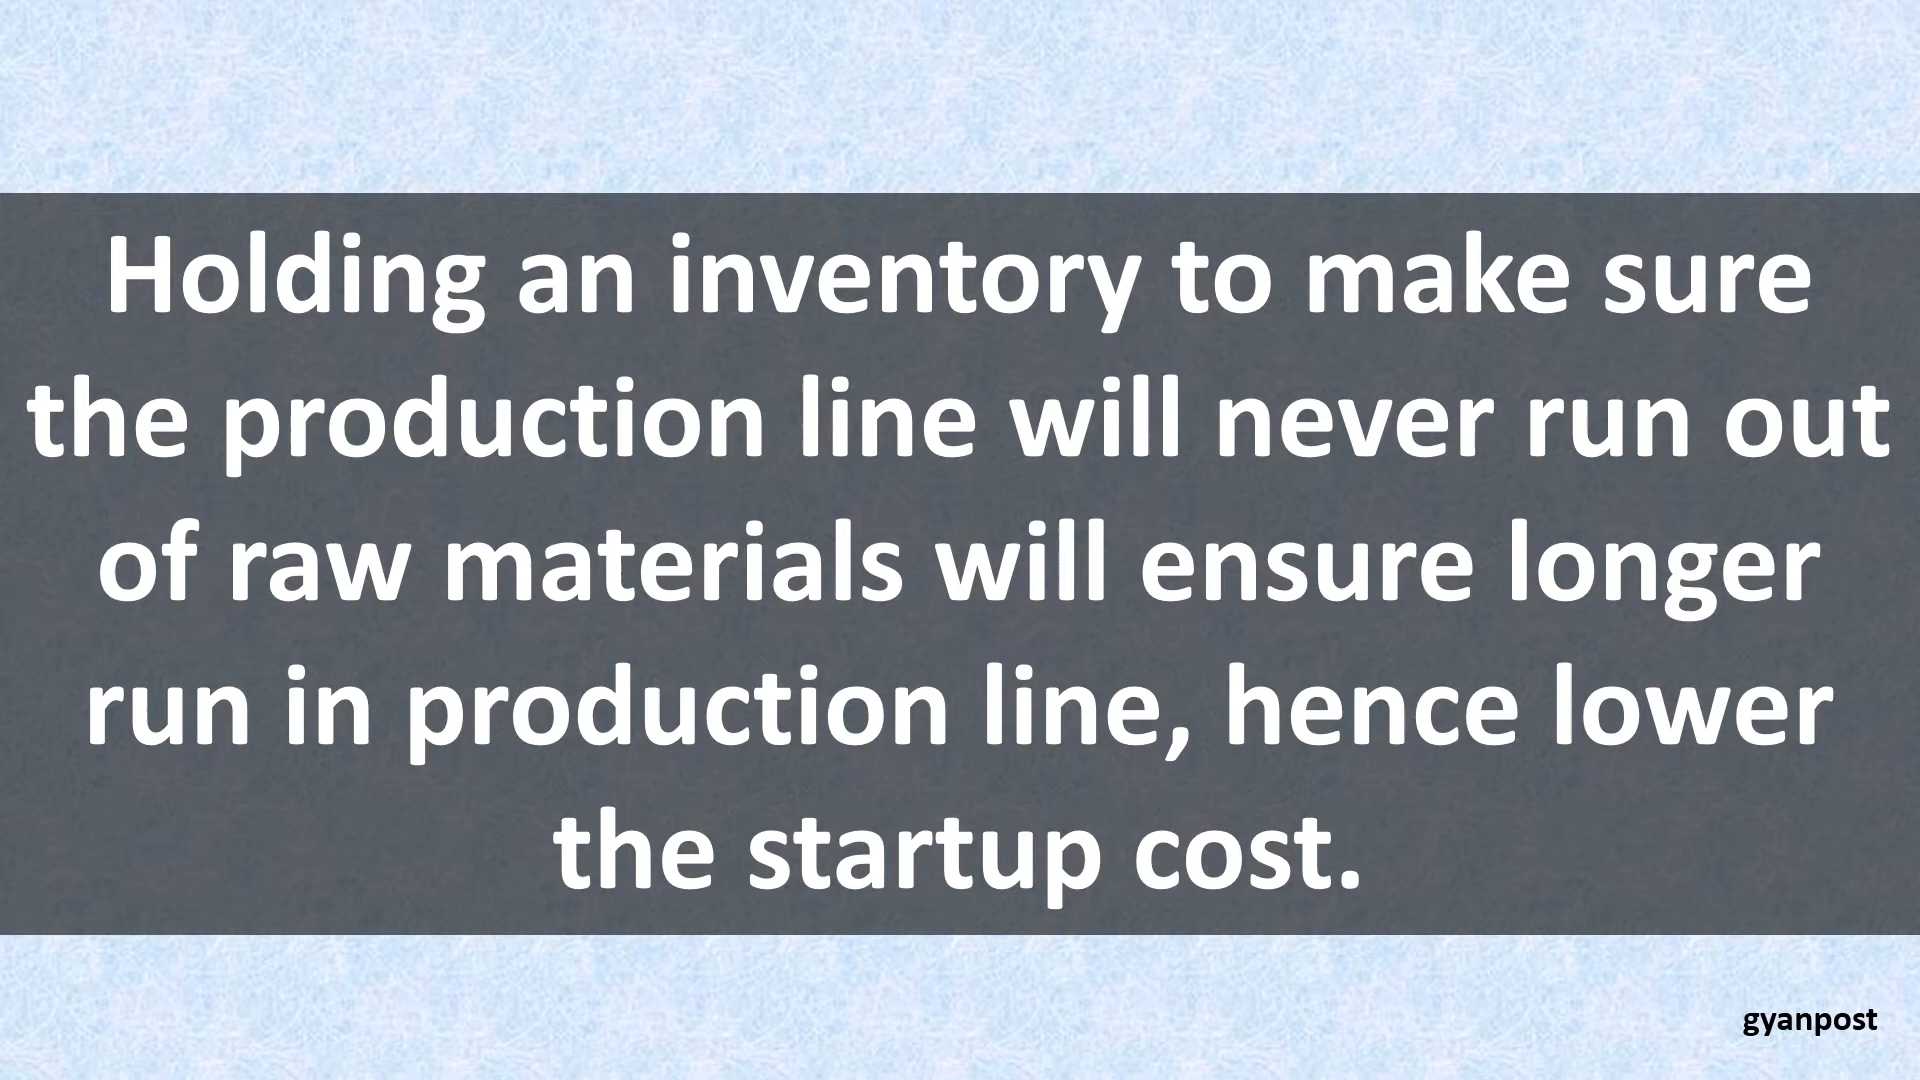 Holding an inventory to make sure
the production line will never run out
of raw materials will ensure longer
run in production line, hence lower
the startup cost.
gyanpost